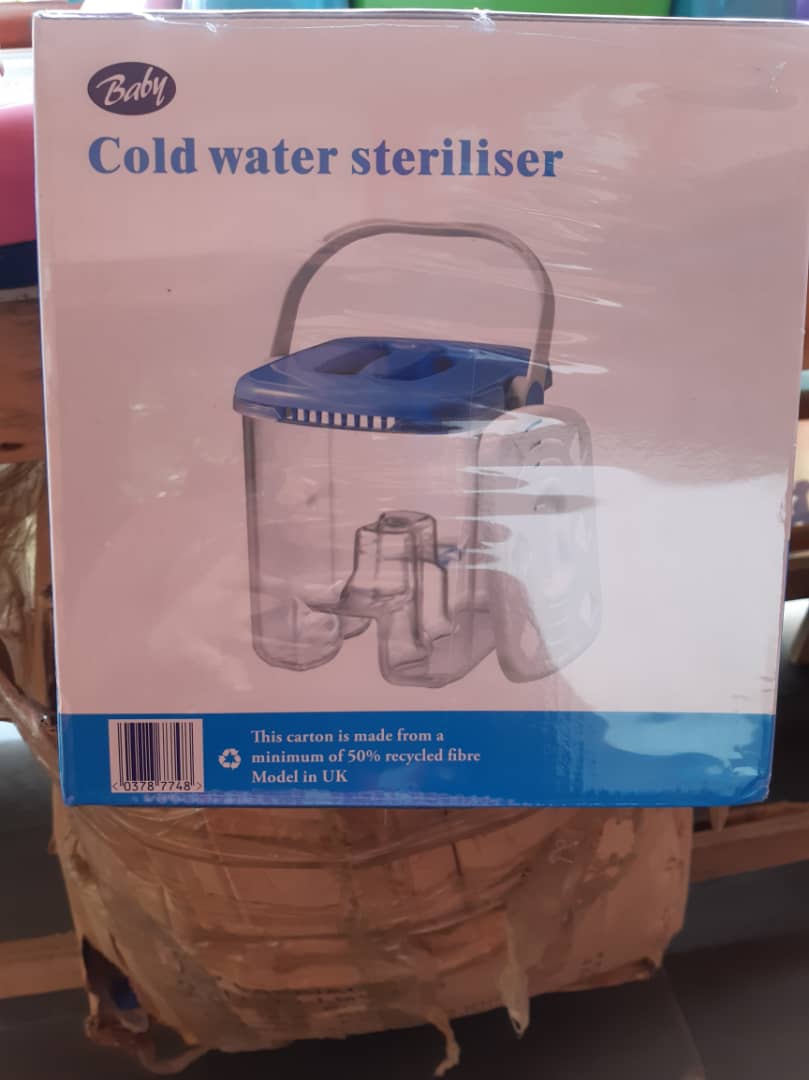 Baby
Cold water steriliser
This carton is made from a
minimum of 50% recycled fibre
Model in UK
<0378 7748>